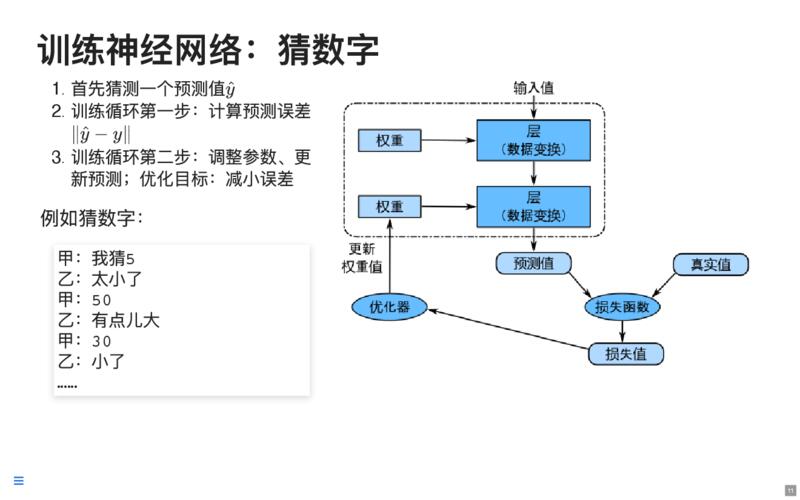 训练神经网络：猜数字
1. 首先猜测一个预测值ŷ
2. 训练循环第一步：计算预测误差
‖ŷ − y‖
3. 训练循环第二步：调整参数、更
新预测；优化目标：减小误差
例如猜数字：
甲：我猜5
乙：太小了
甲：50
乙：有点儿大
甲：30
乙：小了
……
输入值
权重
层
（数据变换）
权重
层
（数据变换）
更新
权重值
预测值
真实值
优化器
损失函数
损失值
11